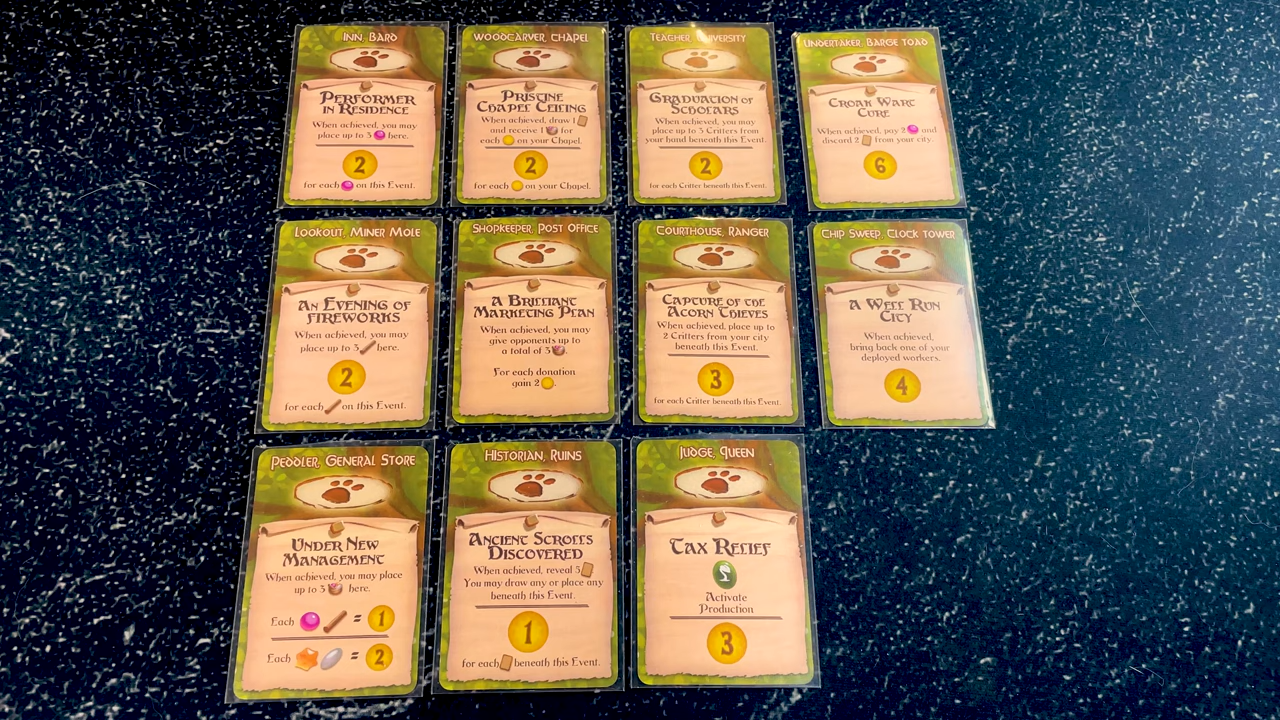 INN, BARD
PERFORMER
IN RESIDENCE
When achieved, you may
place up to 3 here.
2
for each on this Event.
WOODCARVER, CHAPEL
PRISTINE
CHAPEL CEILING
When achieved, draw 1
and receive 1 for
each on your Chapel.
2
for each on your Chapel.
TEACHER, UNIVERSITY
GRADUATION OF
SCHOLARS
When achieved, you may
place up to 3 Critters from
your hand beneath this Event.
2
for each Critter beneath this Event.
UNDERTAKER, BARGE TOAD
CROAK WART
CURE
When achieved, pay 2 and
discard 2 from your city.
6
LOOKOUT, MINER MOLE
AN EVENING OF
FIREWORKS
When achieved, you may
place up to 3 here.
2
for each on this Event.
SHOPKEEPER, POST OFFICE
A BRILLIANT
MARKETING PLAN
When achieved, you may
give opponents up to
a total of 3.
For each donation
gain 2.
COURTHOUSE, RANGER
CAPTURE OF THE
ACORN THIEVES
When achieved, place up to
2 Critters from your city
beneath this Event.
3
for each Critter beneath this Event.
CHIP SWEEP, CLOCK TOWER
A WELL RUN
CITY
When achieved,
bring back one of your
deployed workers.
4
PEDDLER, GENERAL STORE
UNDER NEW
MANAGEMENT
When achieved, you may place
up to 3 here.
Each = 1
Each = 2
HISTORIAN, RUINS
ANCIENT SCROLLS
DISCOVERED
When achieved, reveal 5
You may draw any or place any
beneath this Event.
1
for each beneath this Event.
JUDGE, QUEEN
TAX RELIEF
Activate
Production
3